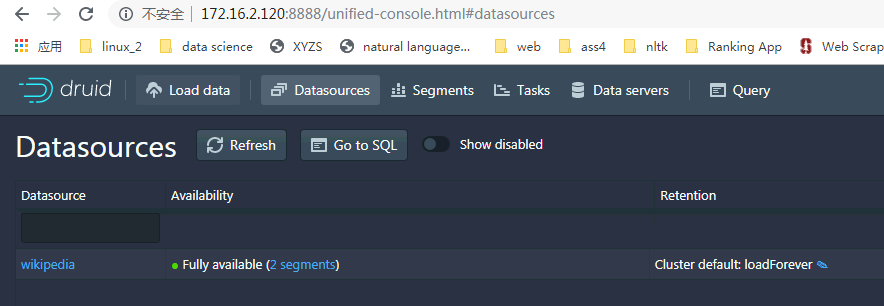 不安全 | 172.16.2.120:8888/unified-console.html#datasources
应用 linux_2 data science XYZS natural language... web ass4 nltk Ranking App Web Scrap
druid Load data Datasources Segments Tasks Data servers Query
Datasources Refresh Go to SQL Show disabled
Datasource Availability Retention
wikipedia Fully available (2 segments) Cluster default: loadForever